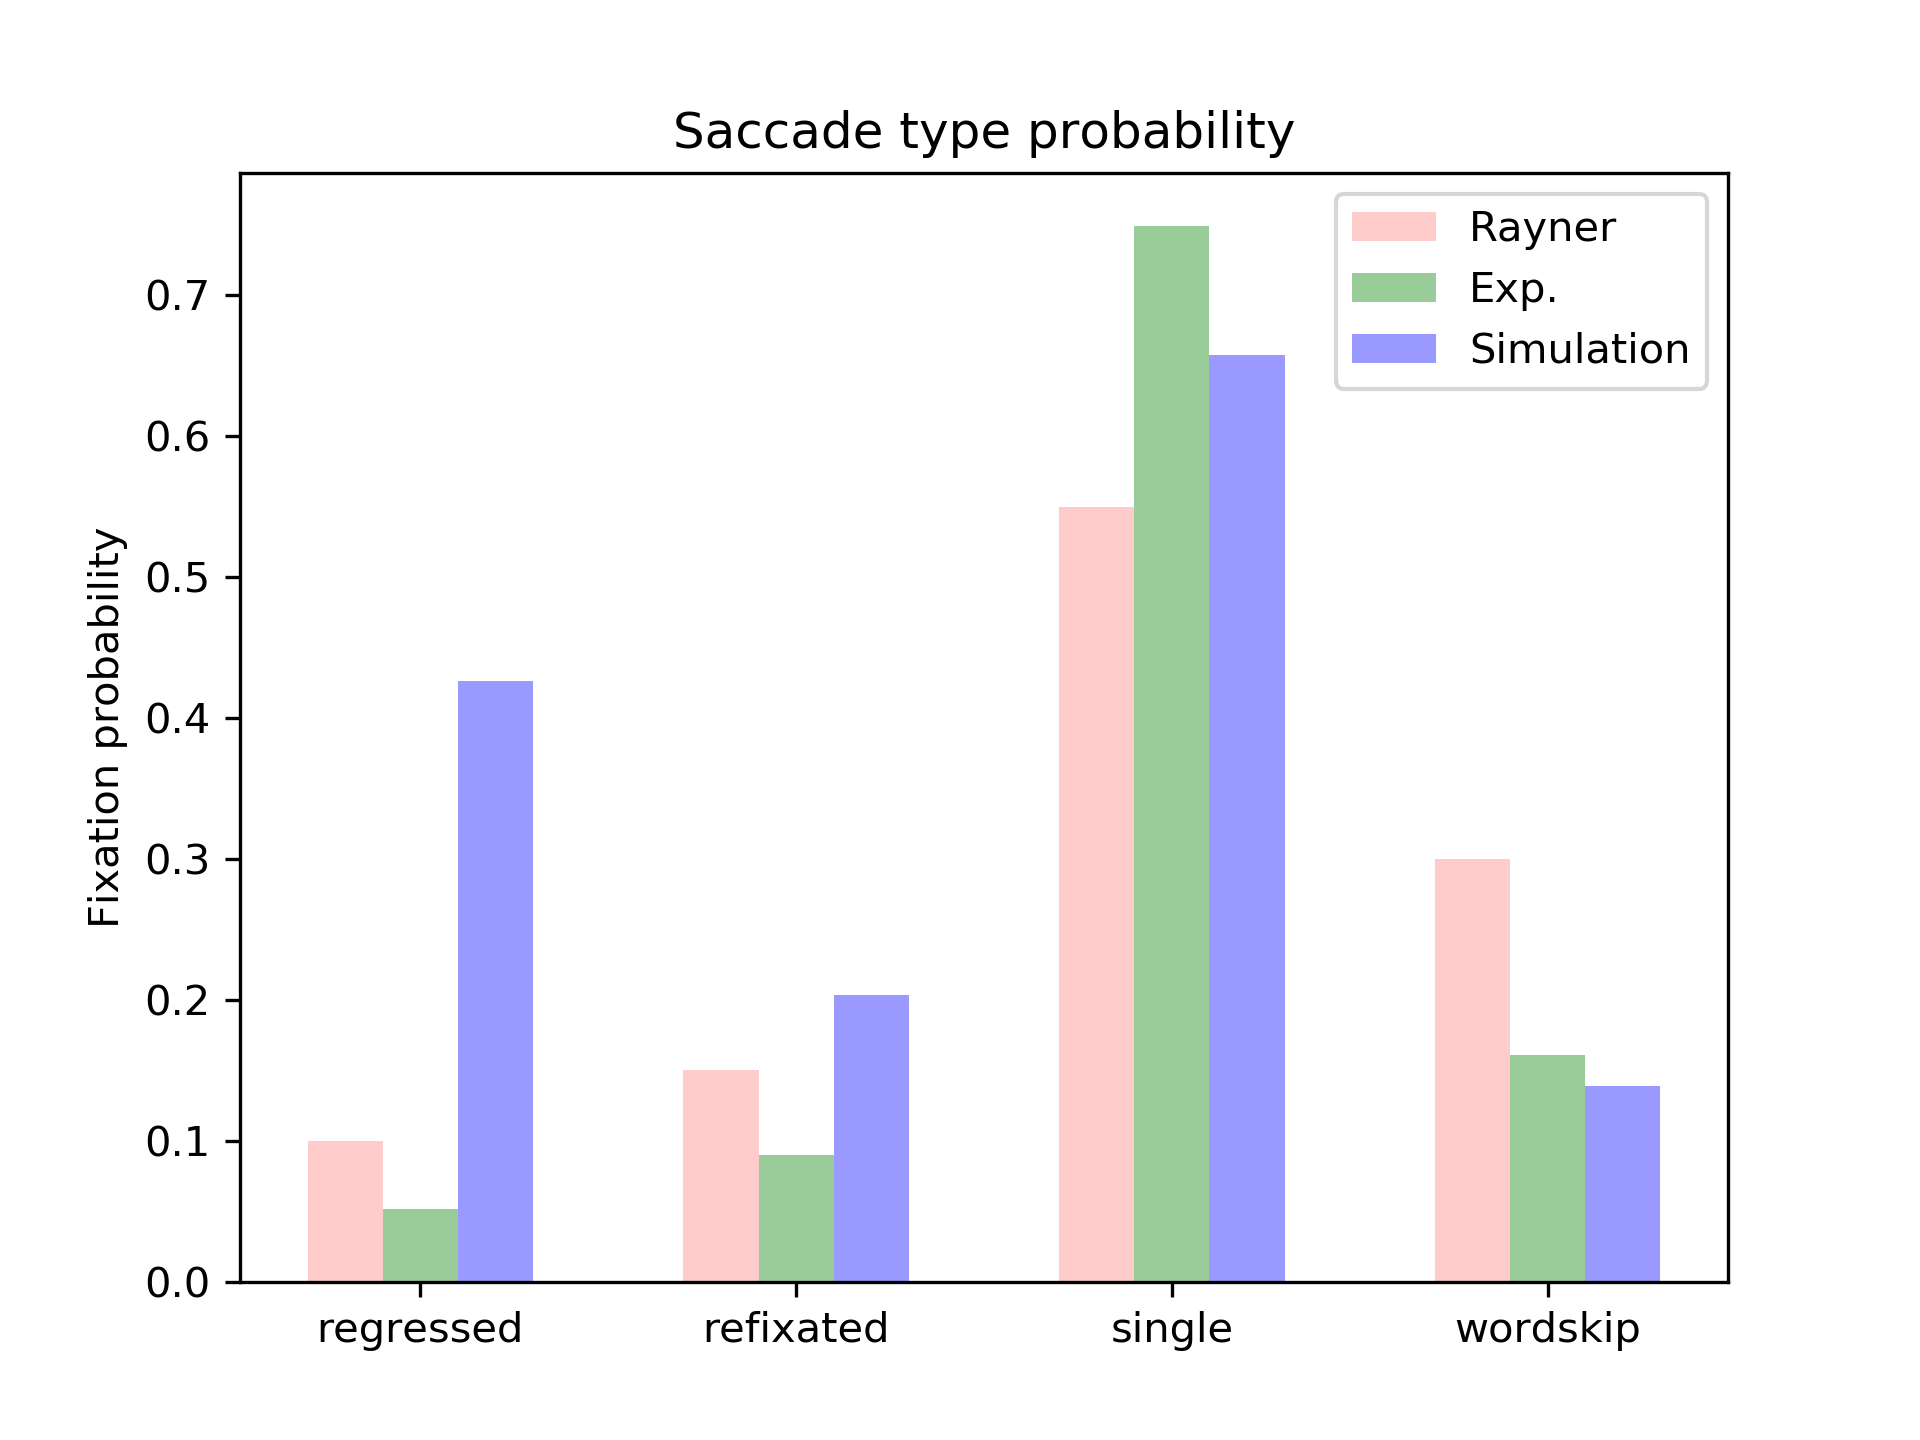 Saccade type probability
Rayner
Exp.
Simulation
Fixation probability
0.7
0.6
0.5
0.4
0.3
0.2
0.1
0.0
regressed refixated single wordskip